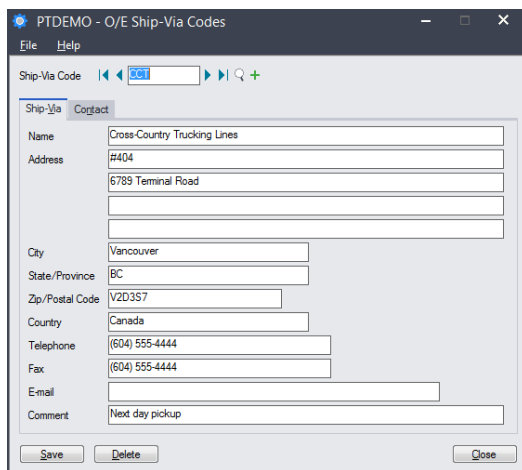 PTDEMO - O/E Ship-Via Codes
File Help
Ship-Via Code CCT
Ship-Via Contact
Name Cross-Country Trucking Lines
Address #404
6789 Terminal Road
City Vancouver
State/Province BC
Zip/Postal Code V2D3S7
Country Canada
Telephone (604) 555-4444
Fax (604) 555-4444
E-mail
Comment Next day pickup
Save Delete Close